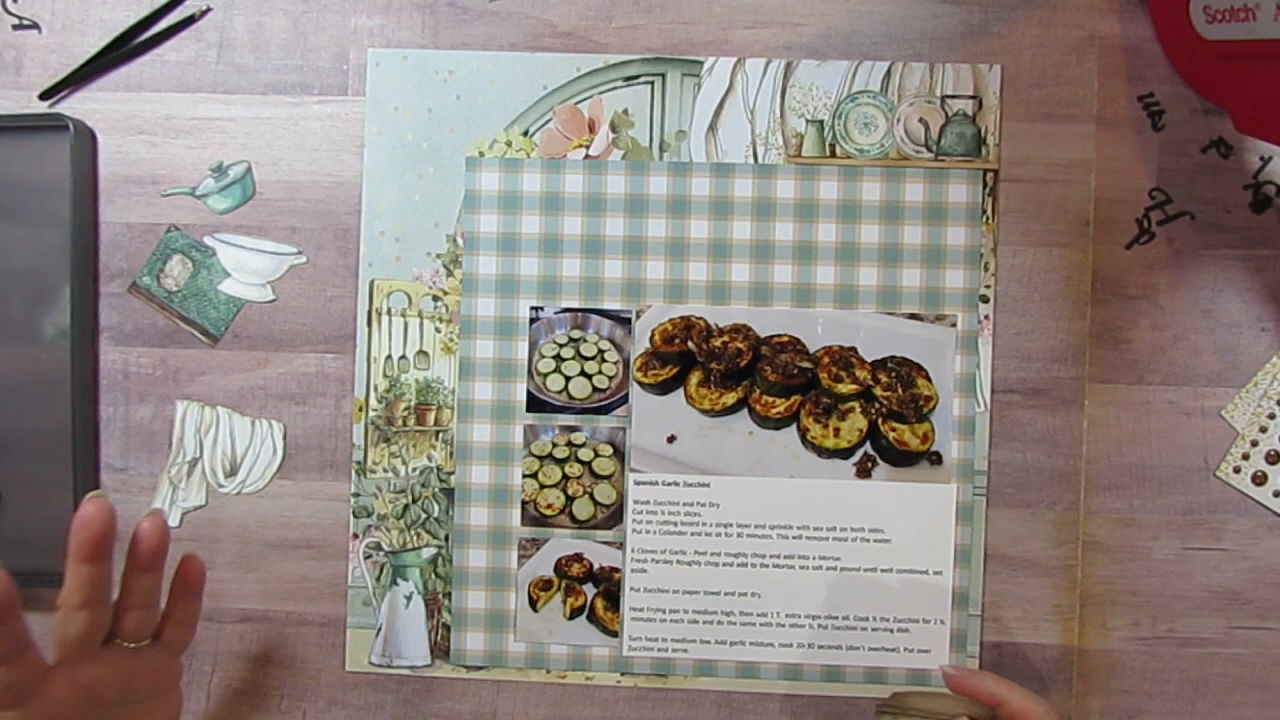 Scotch
Spanish Garlic Zucchini
Wash Zucchini and Pat Dry
Cut into ½ inch slices.
Put on cutting board in a single layer and sprinkle with sea salt on both sides.
Put in a Colander and let sit for 30 minutes. This will remove most of the water.
6 Cloves of Garlic - Peel and roughly chop and add into a Mortar.
Fresh Parsley Roughly chop and add to the Mortar, sea salt and pound until well combined, set
aside.
Put Zucchini on paper towel and pat dry.
Heat Frying pan to medium high, then add 1 T. extra virgin olive oil. Cook ½ the Zucchini for 2 ½
minutes on each side and do the same with the other ½. Put Zucchini on serving dish.
Turn heat to medium low. Add garlic mixture, cook 20-30 seconds (don't overheat). Put over
Zucchini and serve.